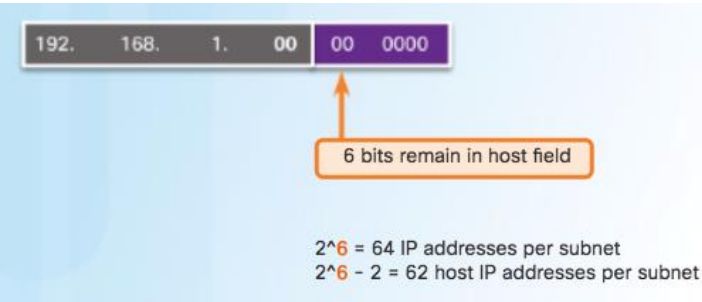 192. 168. 1. 00 00 0000
6 bits remain in host field
2^6 = 64 IP addresses per subnet
2^6 - 2 = 62 host IP addresses per subnet